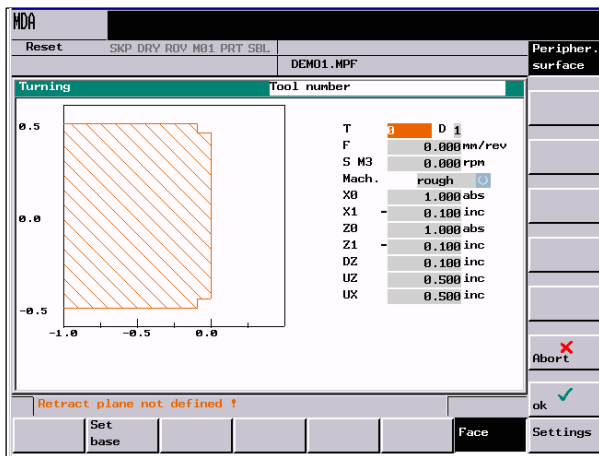 MDA
Reset SKP DRY ROV M01 PRT SBL
Peripher.
surface
DEMO1.MPF
Turning Tool number
0.5
0.0
-0.5
-1.0 -0.5 0.0
T 0 D 1
F 0.000 mm/rev
S M3 0.000 rpm
Mach. rough
X0 1.000 abs
X1 - 0.100 inc
Z0 1.000 abs
Z1 - 0.100 inc
DZ 0.100 inc
UZ 0.500 inc
UX 0.500 inc
Abort
Retract plane not defined !
ok
Set
base
Face
Settings